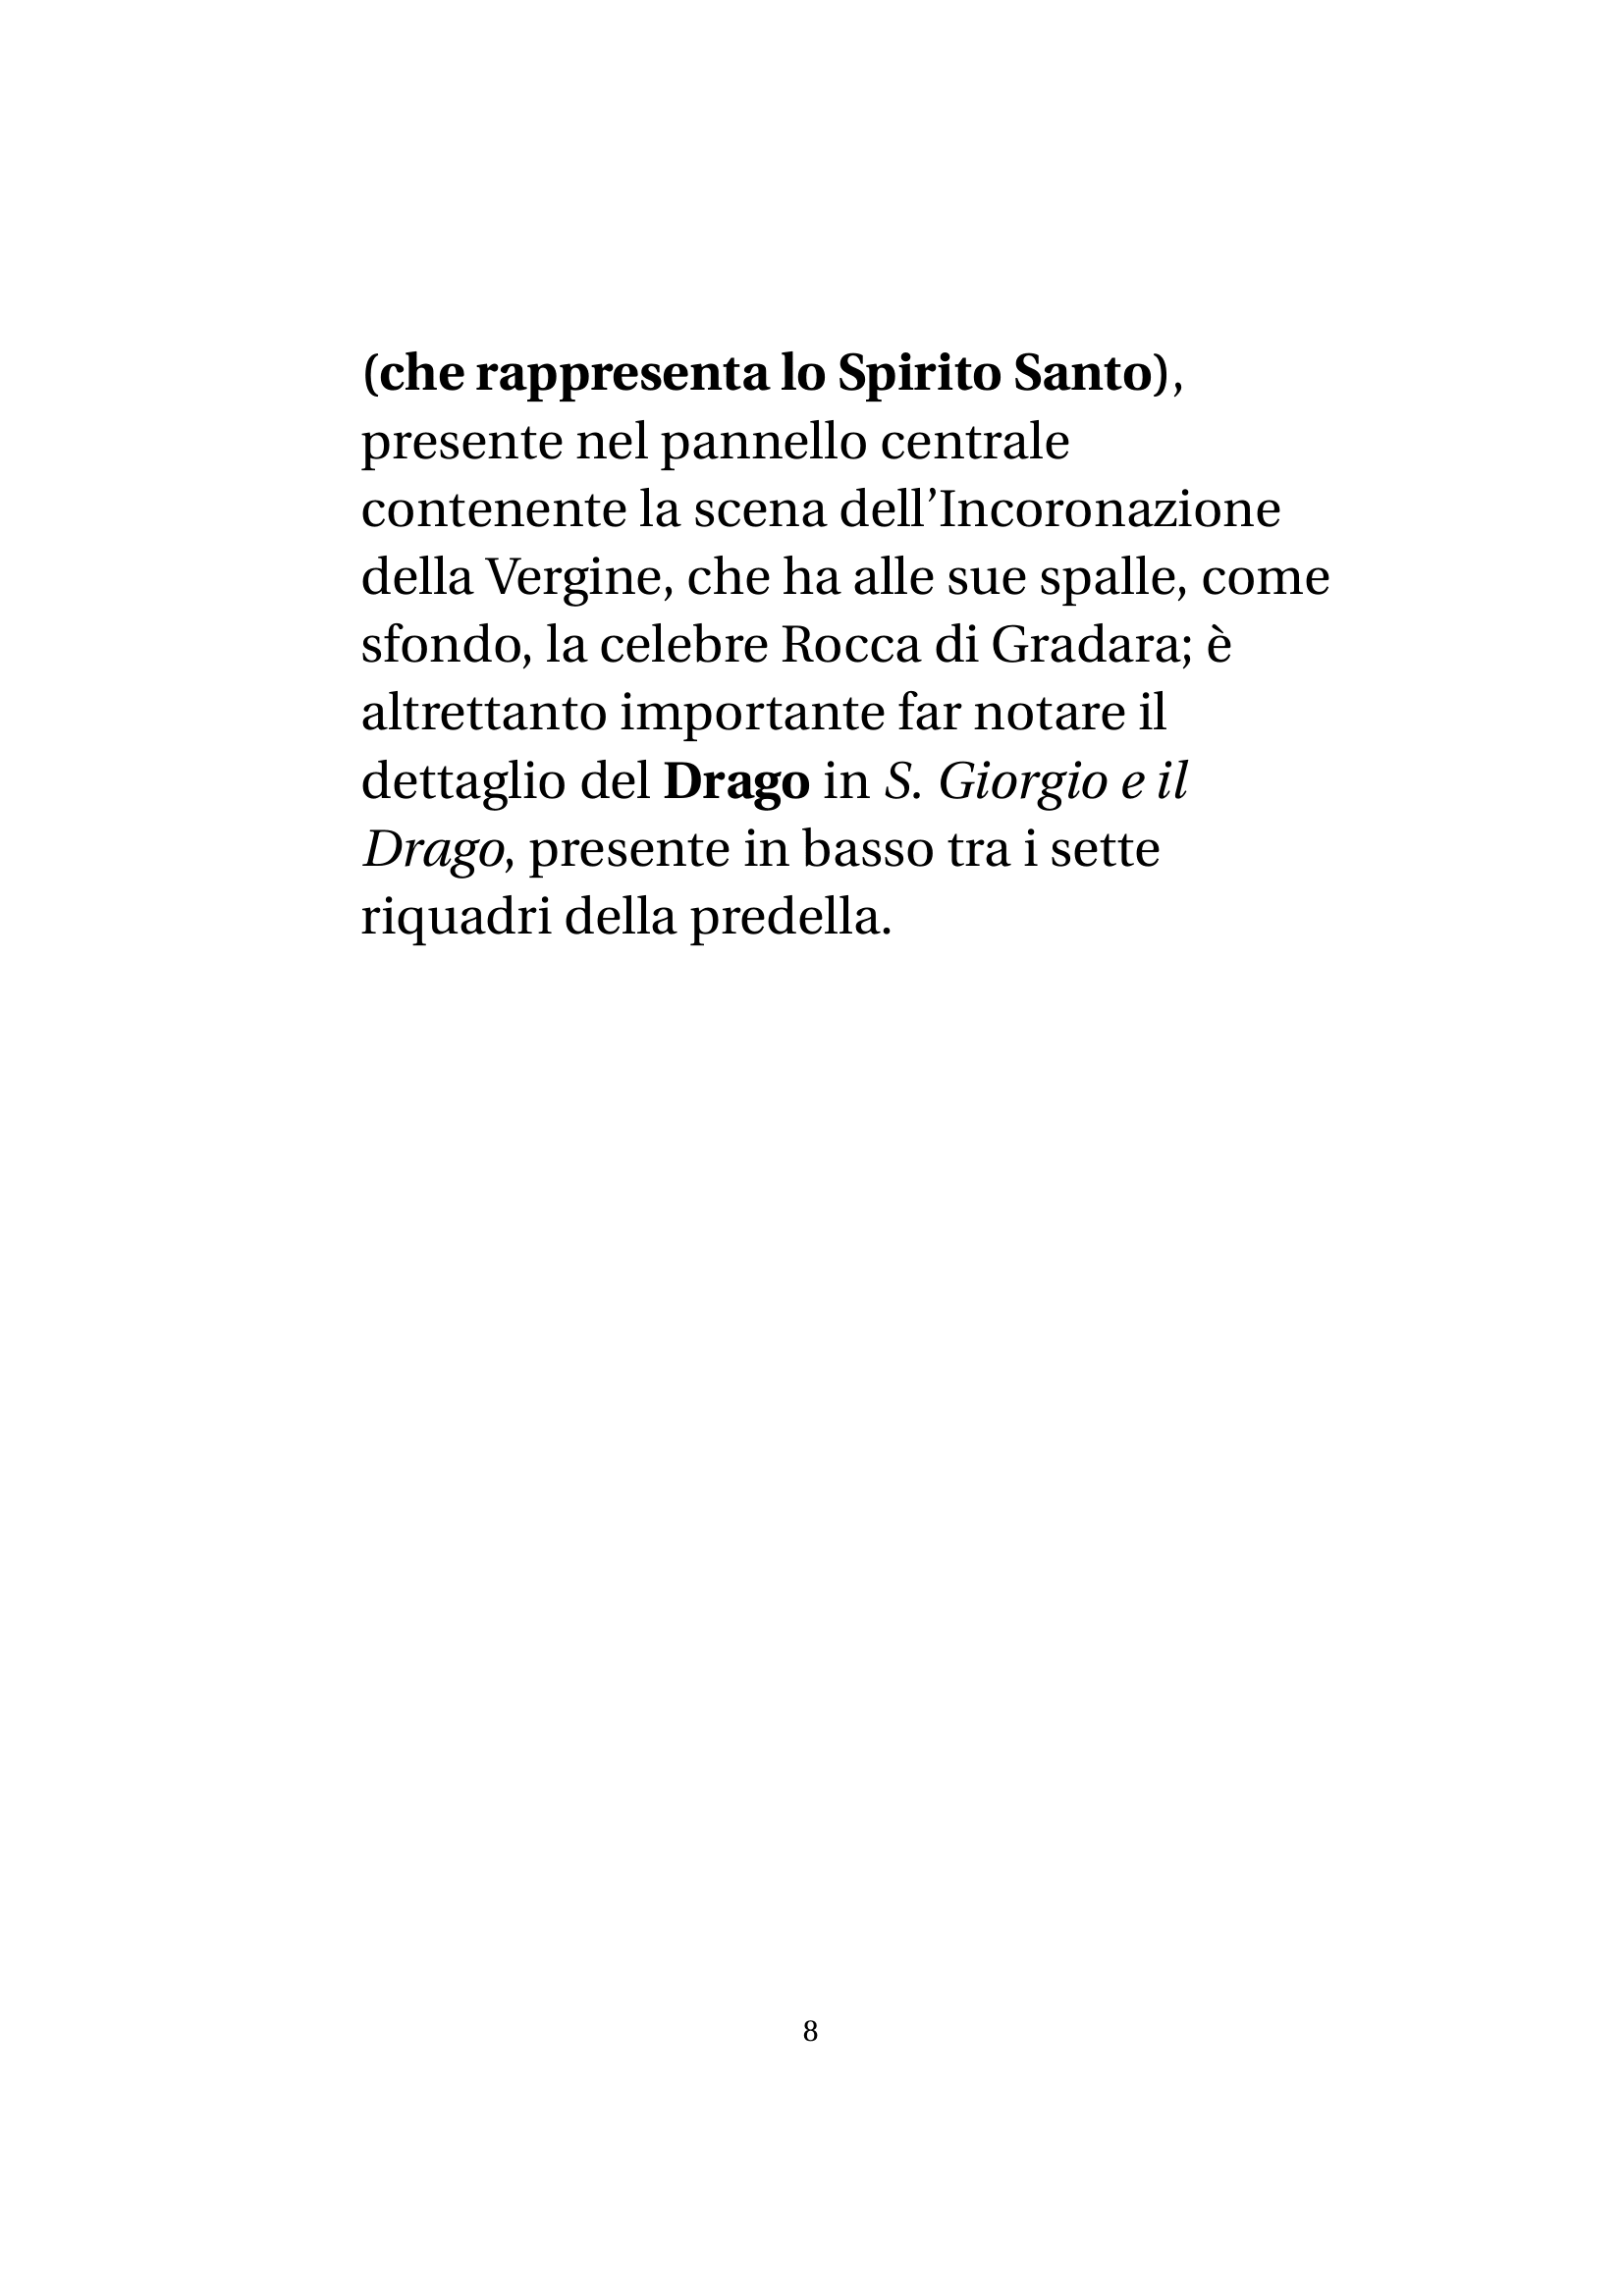 (che rappresenta lo Spirito Santo),
presente nel pannello centrale
contenente la scena dell’Incoronazione
della Vergine, che ha alle sue spalle, come
sfondo, la celebre Rocca di Gradara; è
altrettanto importante far notare il
dettaglio del Drago in S. Giorgio e il
Drago, presente in basso tra i sette
riquadri della predella.
8